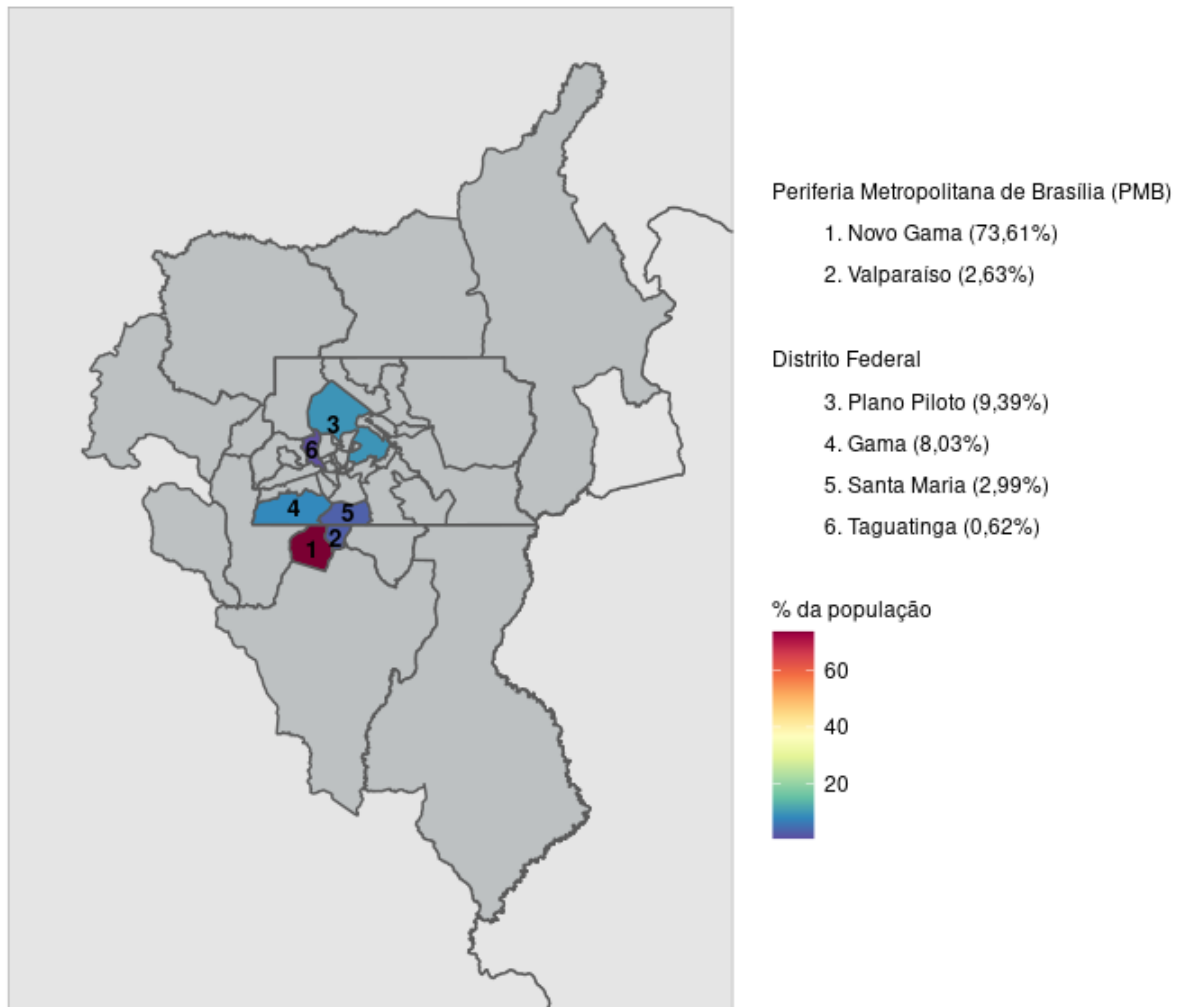 Periferia Metropolitana de Brasília (PMB)
1. Novo Gama (73,61%)
2. Valparaíso (2,63%)
Distrito Federal
3. Plano Piloto (9,39%)
4. Gama (8,03%)
5. Santa Maria (2,99%)
6. Taguatinga (0,62%)
% da população
60
40
20
3
6
4
5
2
1